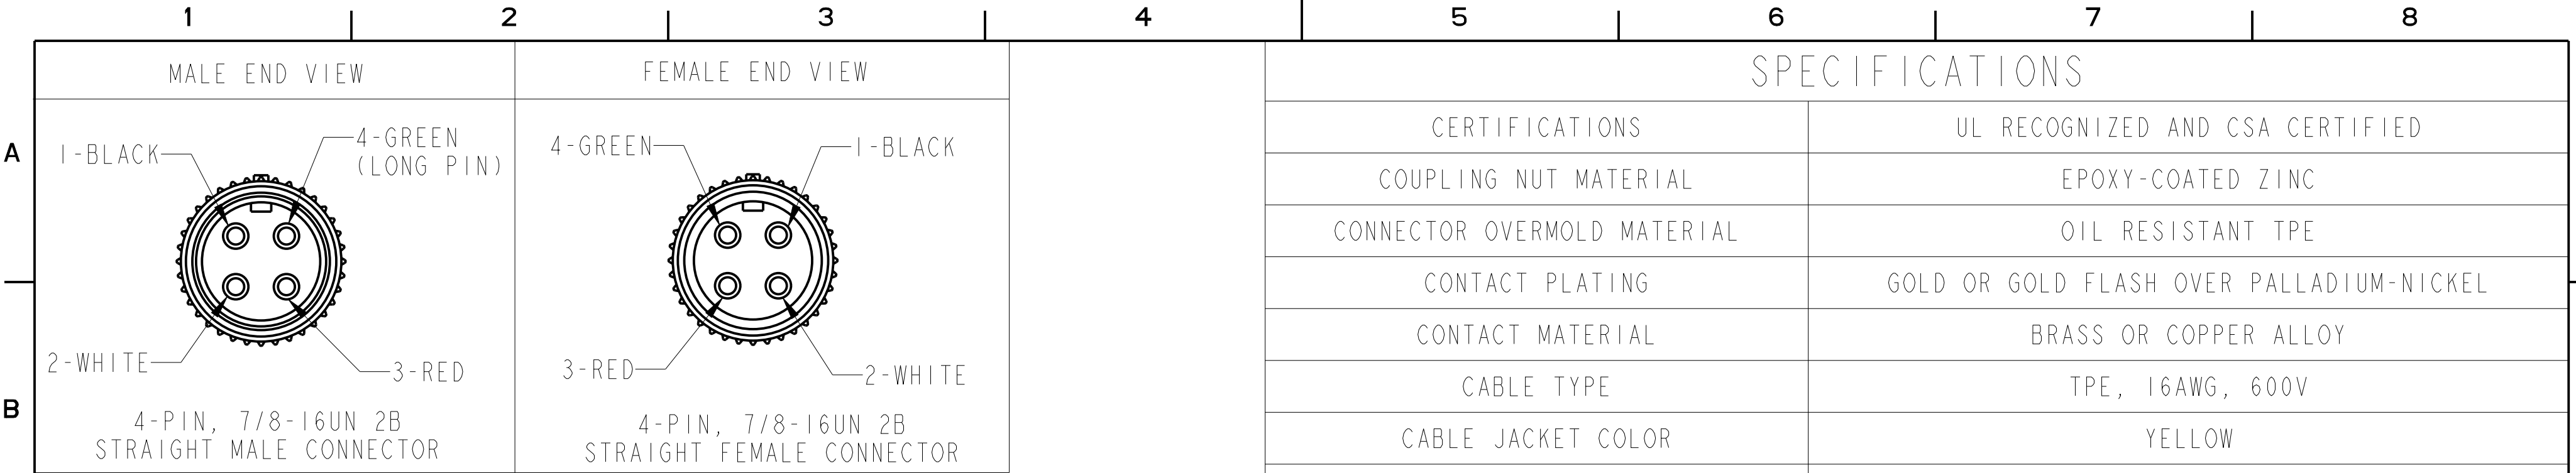 1 2 3 4 5 6 7 8
A
B
MALE END VIEW
1-BLACK
4-GREEN
(LONG PIN)
2-WHITE
3-RED
4-PIN, 7/8-16UN 2B
STRAIGHT MALE CONNECTOR
FEMALE END VIEW
4-GREEN
1-BLACK
3-RED
2-WHITE
4-PIN, 7/8-16UN 2B
STRAIGHT FEMALE CONNECTOR
SPECIFICATIONS
CERTIFICATIONS UL RECOGNIZED AND CSA CERTIFIED
COUPLING NUT MATERIAL EPOXY-COATED ZINC
CONNECTOR OVERMOLD MATERIAL OIL RESISTANT TPE
CONTACT PLATING GOLD OR GOLD FLASH OVER PALLADIUM-NICKEL
CONTACT MATERIAL BRASS OR COPPER ALLOY
CABLE TYPE TPE, 16AWG, 600V
CABLE JACKET COLOR YELLOW